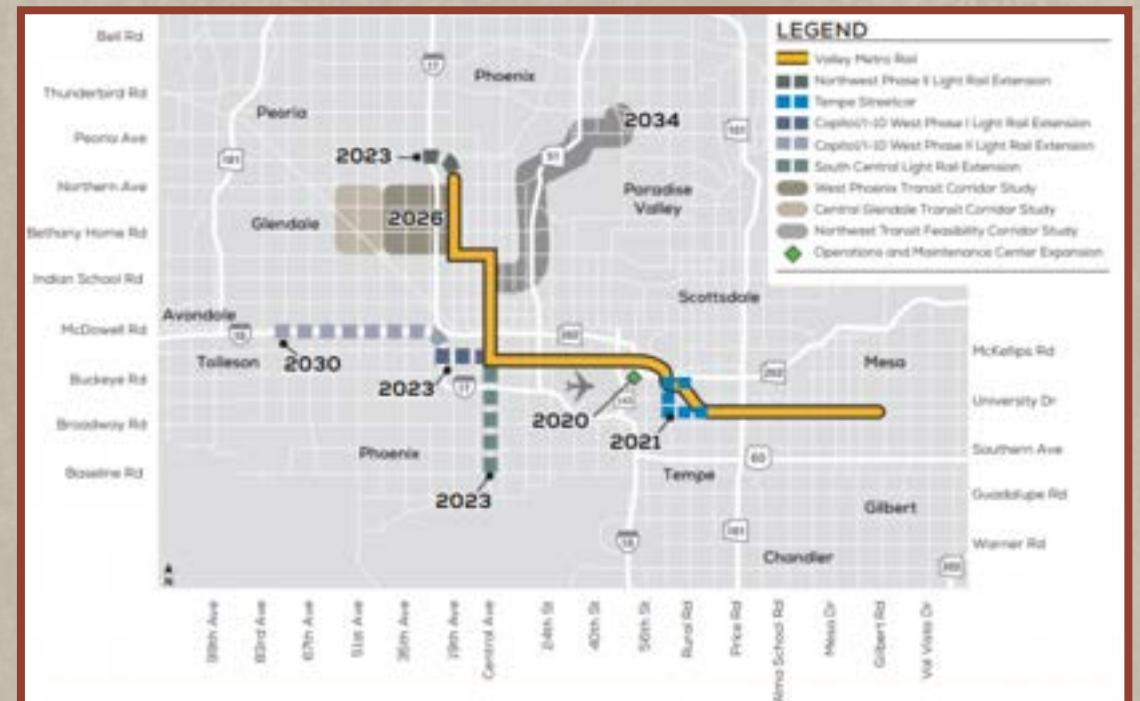 LEGEND
Valley Metro Rail
Northwest Phase II Light Rail Extension
Tempe Streetcar
Capitol/I-10 West Phase I Light Rail Extension
Capitol/I-10 West Phase II Light Rail Extension
South Central Light Rail Extension
West Phoenix Transit Corridor Study
Central Glendale Transit Corridor Study
Northwest Transit Feasibility Corridor Study
Operations and Maintenance Center Expansion
Bell Rd
Thunderbird Rd
Peoria Ave
Northern Ave
Bethany Home Rd
Indian School Rd
McDowell Rd
Buckeye Rd
Broadway Rd
Baseline Rd
17
Phoenix
Peoria
2034
101
101
2023
51
Paradise
Valley
2026
Glendale
Scottsdale
Avondale
10
202
Tolleson
2030
2023
17
202
Mesa
2020
143
2021
Phoenix
Tempe
60
2023
Gilbert
10
101
Chandler
202
N
McKellips Rd
University Dr
Southern Ave
Guadalupe Rd
Warner Rd
99th Ave
83rd Ave
67th Ave
51st Ave
35th Ave
19th Ave
Central Ave
24th St
40th St
56th St
Rural Rd
Price Rd
Alma School Rd
Mesa Dr
Gilbert Rd
Val Vista Dr